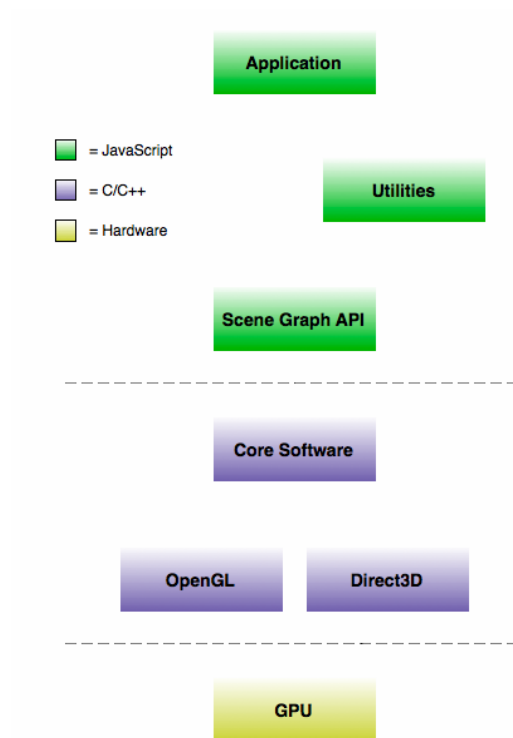 Application
= JavaScript
= C/C++
= Hardware
Utilities
Scene Graph API
Core Software
OpenGL
Direct3D
GPU